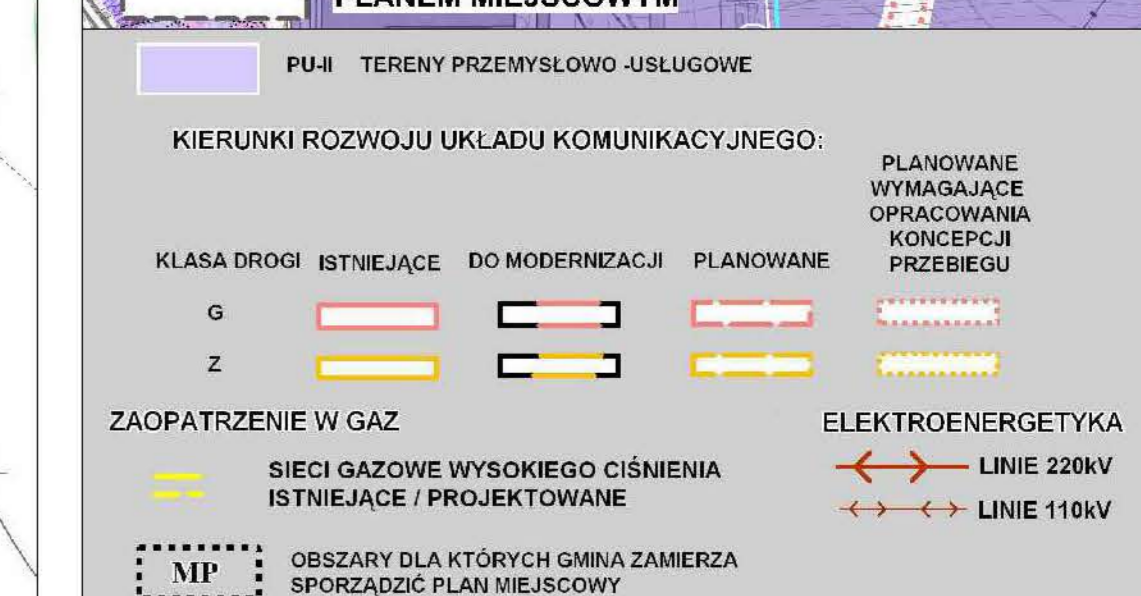 PLANEM MIEJSCOWYM
PU-II TERENY PRZEMYSŁOWO -USŁUGOWE
KIERUNKI ROZWOJU UKŁADU KOMUNIKACYJNEGO:
PLANOWANE
WYMAGAJĄCE
OPRACOWANIA
KONCEPCJI
PRZEBIEGU
KLASA DROGI ISTNIEJĄCE DO MODERNIZACJI PLANOWANE
G
Z
ZAOPATRZENIE W GAZ
SIECI GAZOWE WYSOKIEGO CIŚNIENIA
ISTNIEJĄCE / PROJEKTOWANE
ELEKTROENERGETYKA
LINIE 220kV
LINIE 110kV
MP
OBSZARY DLA KTÓRYCH GMINA ZAMIERZA
SPORZĄDZIĆ PLAN MIEJSCOWY